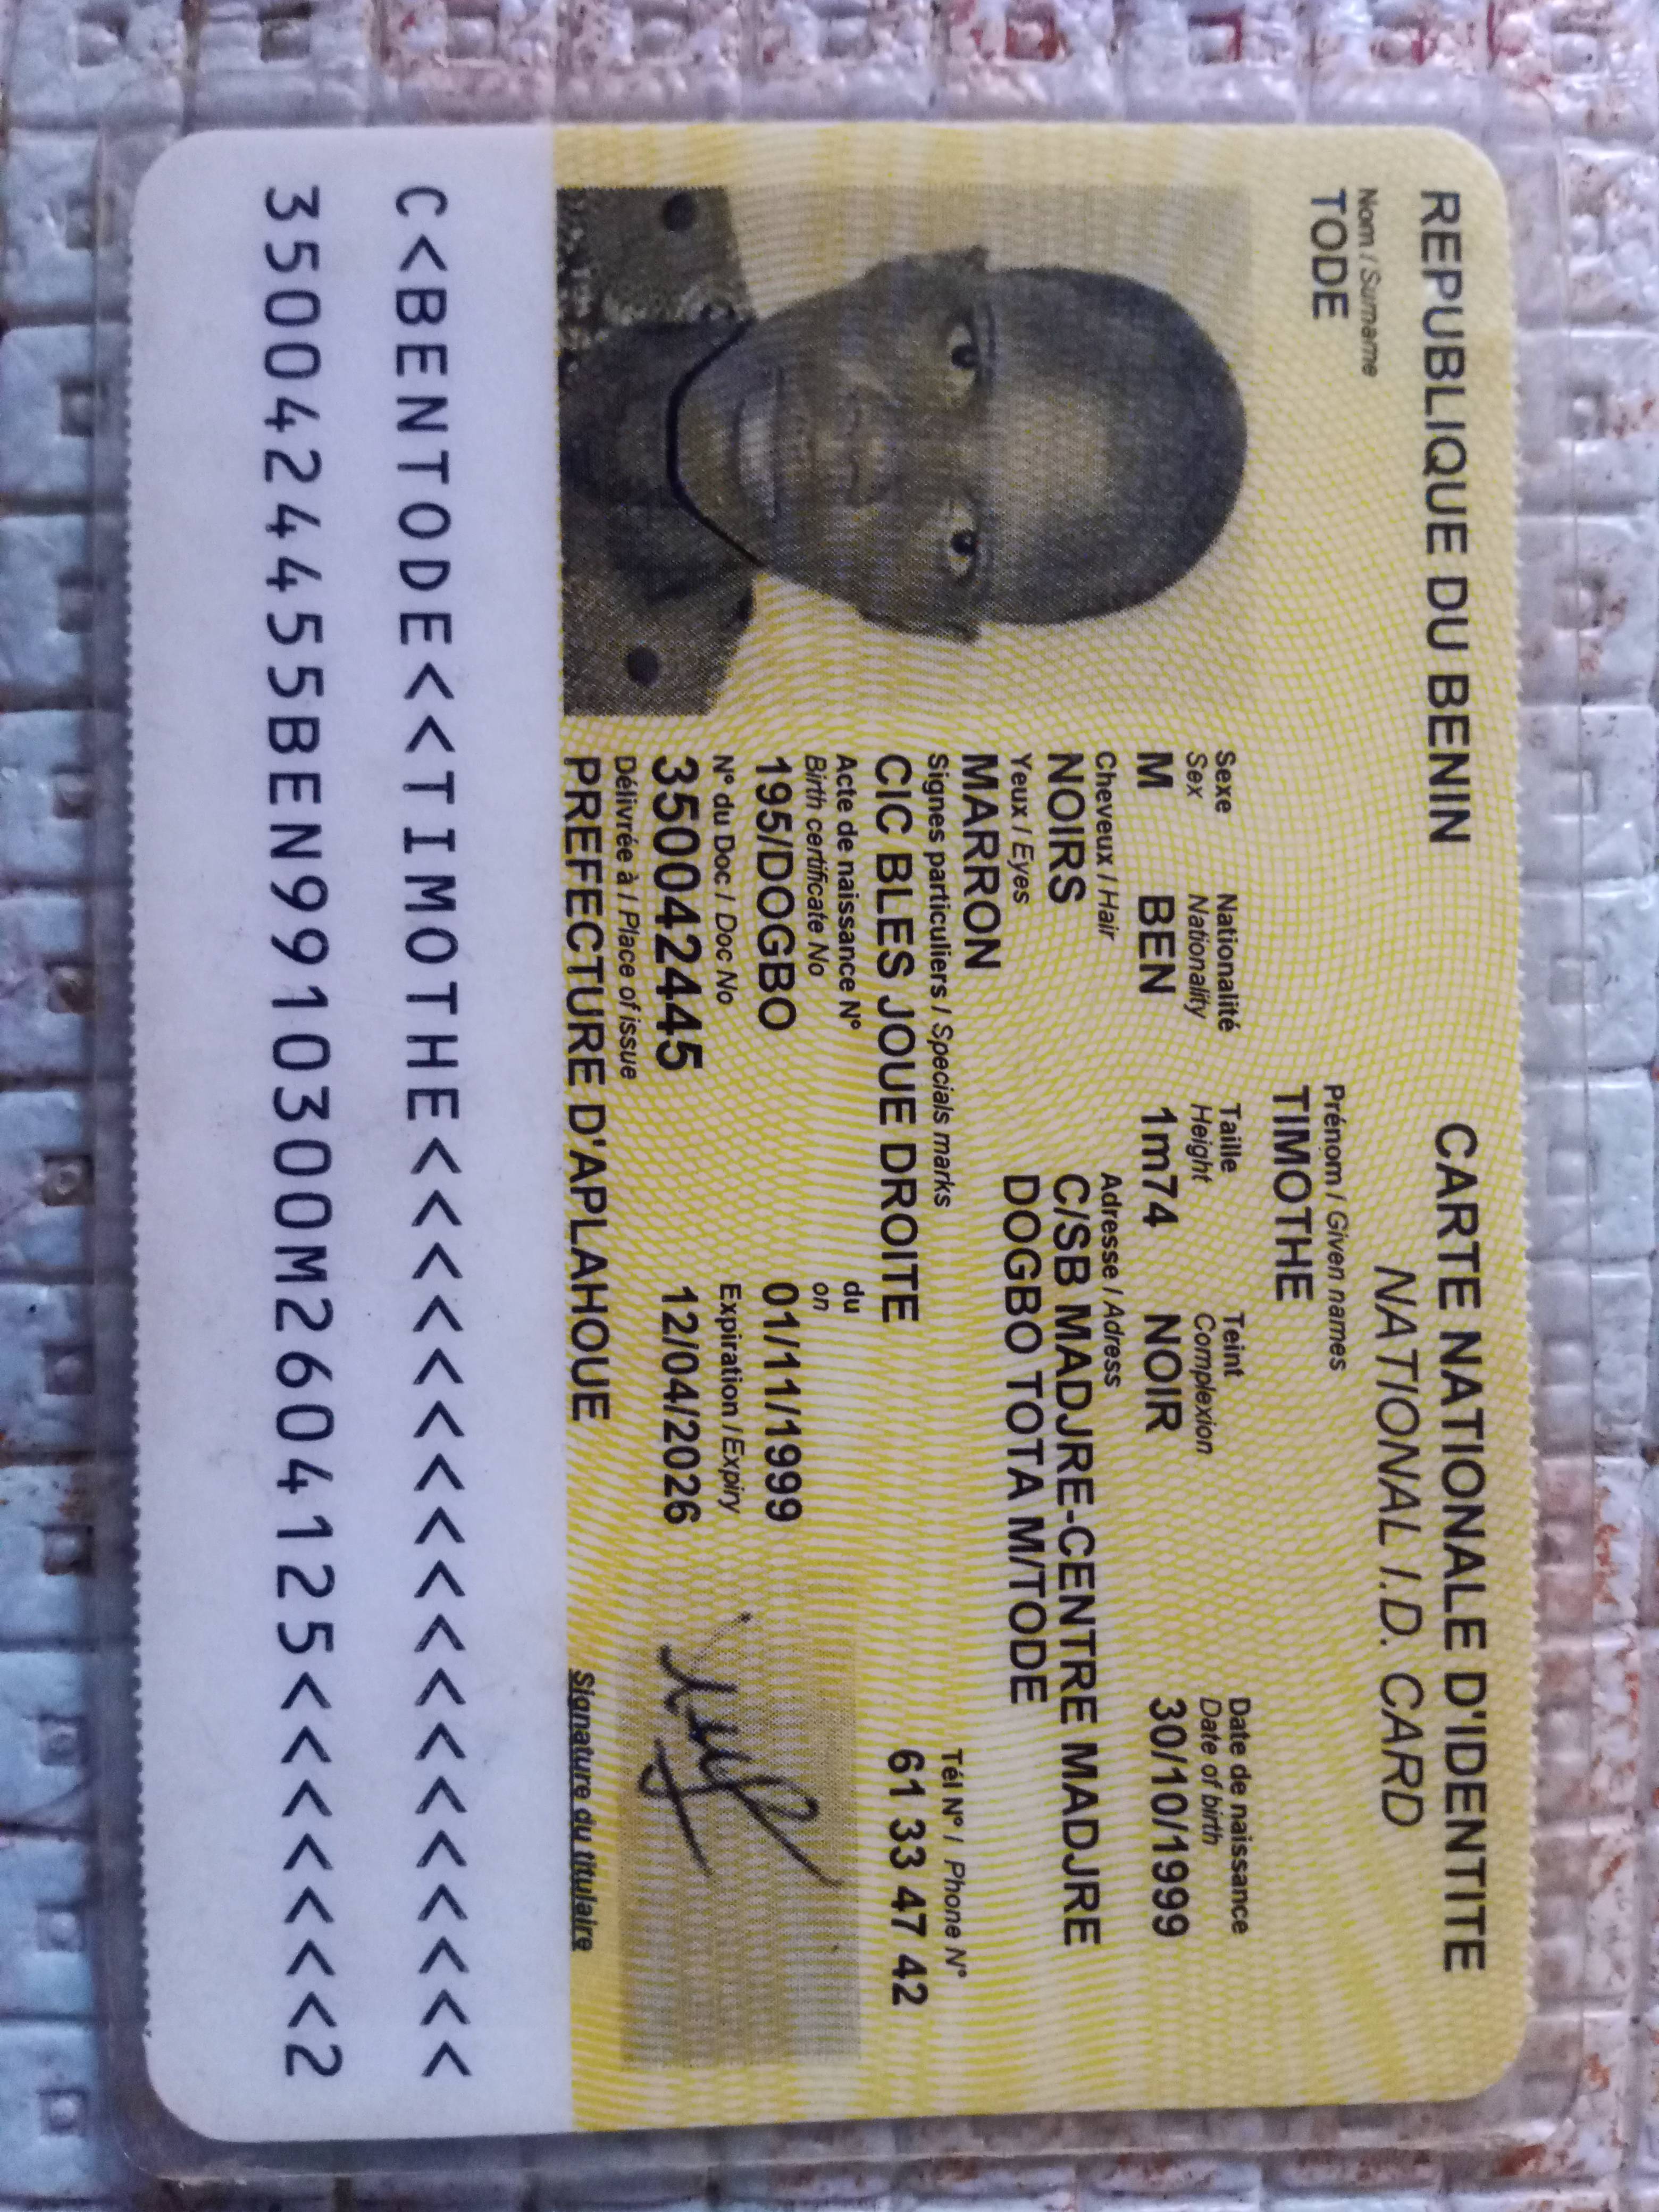 REPUBLIQUE DU BENIN
CARTE NATIONALE D'IDENTITE
NATIONAL I.D. CARD
Nom / Surname
TODE
Prénom / Given names
TIMOTHE
Sexe Nationalité Taille Teint Date de naissance
Sex Nationality Height Complexion Date of birth
M BEN 1m74 NOIR 30/10/1999
Cheveux / Hair
NOIRS
Adresse / Adress
C/SB MADJRE-CENTRE MADJRE
DOGBO TOTA M/TODE
Yeux / Eyes
MARRON
Signes particuliers / Specials marks
CIC BLES JOUE DROITE
Tél N° / Phone N°
61 33 47 42
Acte de naissance N° du
Birth certificate No on
195/DOGBO 01/11/1999
N° du Doc / Doc No Expiration / Expiry
350042445 12/04/2026
Délivrée à / Place of issue
PREFECTURE D'APLAHOUE
Signature du titulaire
C<BENTODE<<TIMOTHE<<<<<<<<<<<<<<
3500424455BEN9910300M2604125<<<<<<<2